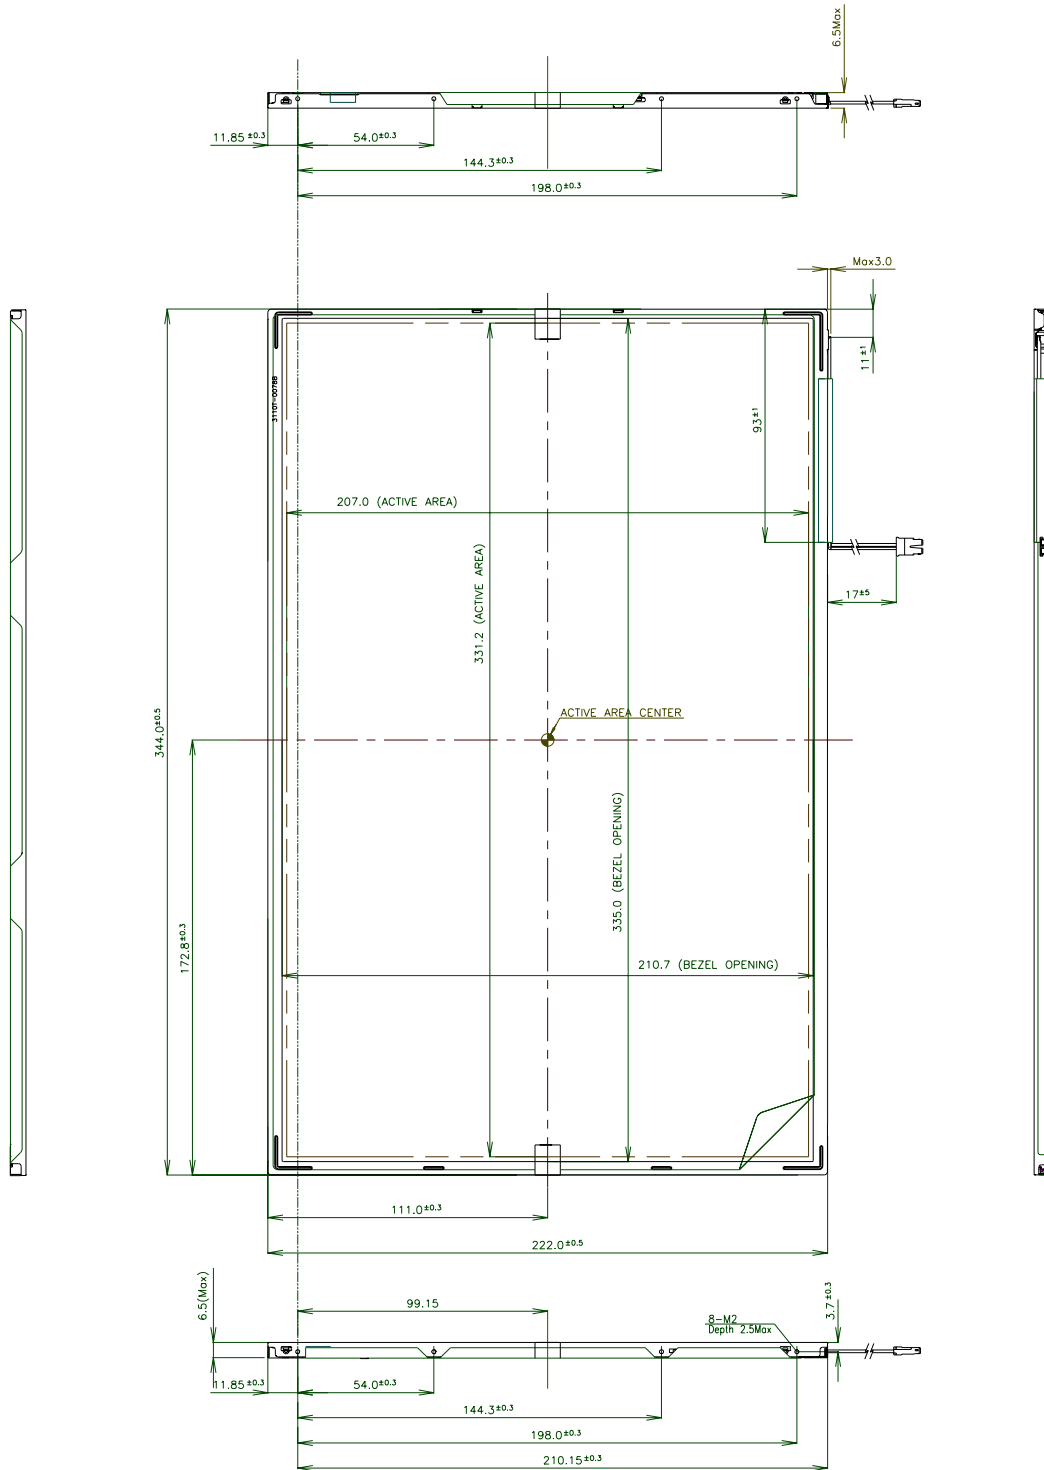 6.5Max
11.85±0.3
54.0±0.3
144.3±0.3
198.0±0.3
Max3.0
11±1
3110T-0078B
93±1
207.0 (ACTIVE AREA)
331.2 (ACTIVE AREA)
17±5
ACTIVE AREA CENTER
344.0±0.5
335.0 (BEZEL OPENING)
172.8±0.3
210.7 (BEZEL OPENING)
111.0±0.3
222.0±0.5
6.5(Max)
99.15
8-M2
Depth 2.5Max
3.7±0.3
11.85±0.3
54.0±0.3
144.3±0.3
198.0±0.3
210.15±0.3